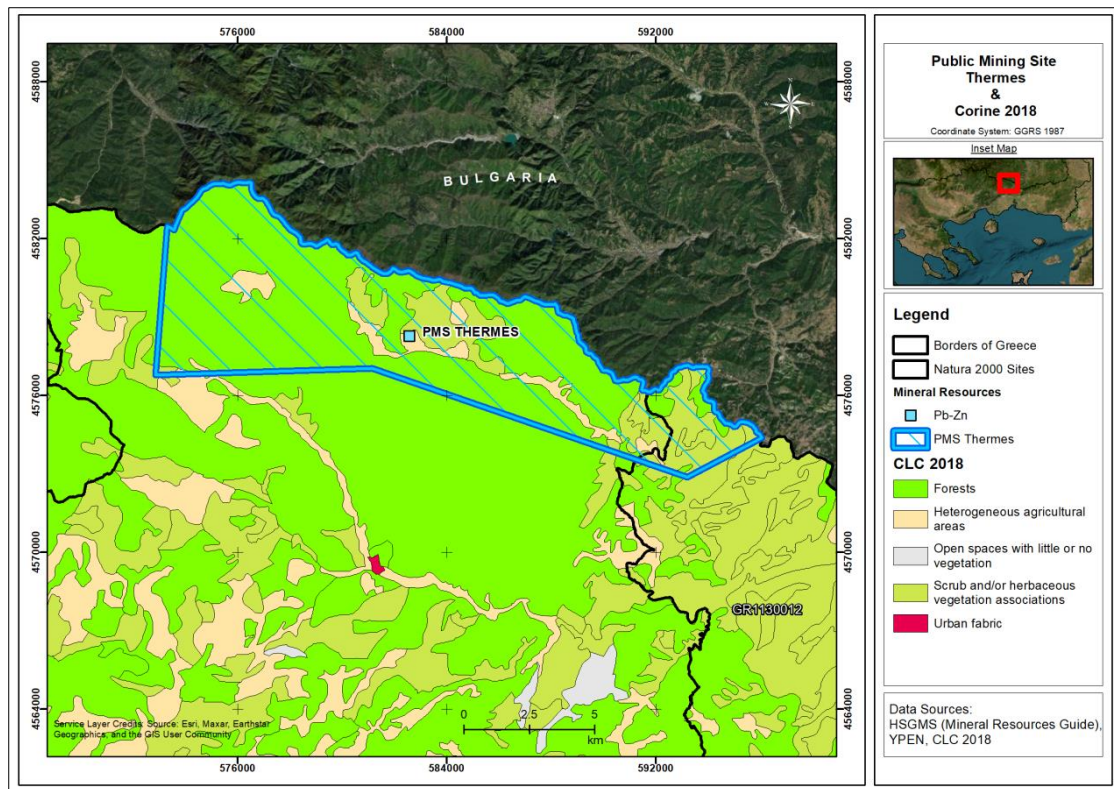 576000
584000
592000
4588000
4582000
4576000
4570000
4564000
4588000
4582000
4576000
4570000
4564000
BULGARIA
PMS THERMES
GR1130012
Service Layer Credits: Source: Esri, Maxar, Earthstar
Geographics, and the GIS User Community
0 2.5 5
km
576000
584000
592000
Public Mining Site
Thermes
&
Corine 2018
Coordinate System: GGRS 1987
Inset Map
Legend
Borders of Greece
Natura 2000 Sites
Mineral Resources
Pb-Zn
PMS Thermes
CLC 2018
Forests
Heterogeneous agricultural
areas
Open spaces with little or no
vegetation
Scrub and/or herbaceous
vegetation associations
Urban fabric
Data Sources:
HSGMS (Mineral Resources Guide),
YPEN, CLC 2018